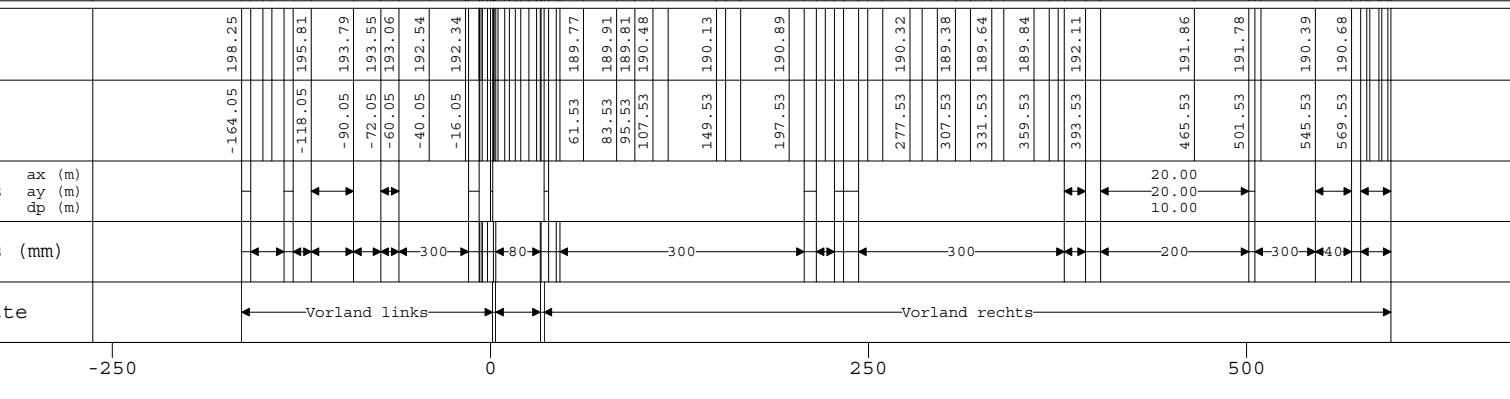 198.25 195.81 193.79 193.55 193.06 192.54 192.34 189.77 189.91 189.81 190.48 190.13 190.89 190.32 189.38 189.64 189.84 192.11 191.86 191.78 190.39 190.68
-164.05 -118.05 -90.05 -72.05 -60.05 -40.05 -16.05 61.53 83.53 95.53 107.53 149.53 197.53 277.53 307.53 331.53 359.53 393.53 465.53 501.53 545.53 569.53
ax (m) 20.00
s ay (m) 20.00
dp (m) 10.00
s (mm) 300 80 300 300 200 300 40
te Vorland links Vorland rechts
-250 0 250 500